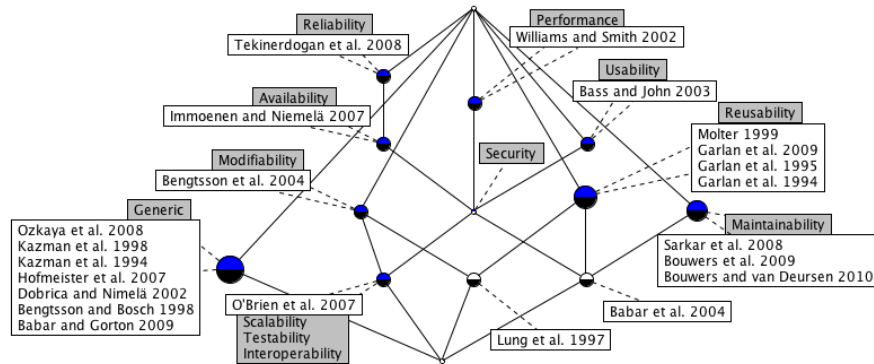 Reliability
Tekinerdogan et al. 2008
Performance
Williams and Smith 2002
Availability
Immoenen and Niemelä 2007
Usability
Bass and John 2003
Reusability
Molter 1999
Garlan et al. 2009
Garlan et al. 1995
Garlan et al. 1994
Modifiability
Bengtsson et al. 2004
Security
Generic
Ozkaya et al. 2008
Kazman et al. 1998
Kazman et al. 1994
Hofmeister et al. 2007
Dobrica and Nimelä 2002
Bengtsson and Bosch 1998
Babar and Gorton 2009
Maintainability
Sarkar et al. 2008
Bouwers et al. 2009
Bouwers and van Deursen 2010
O'Brien et al. 2007
Scalability
Testability
Interoperability
Lung et al. 1997
Babar et al. 2004